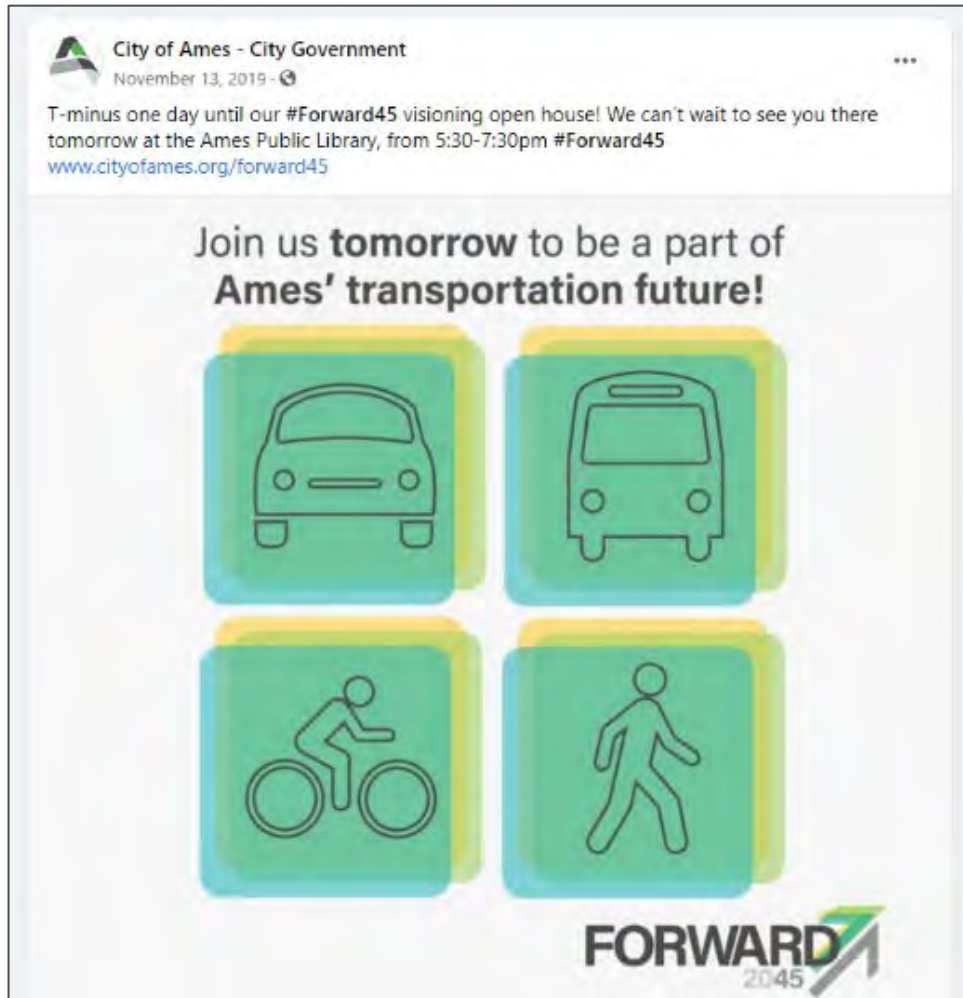 City of Ames - City Government
November 13, 2019 ·
T-minus one day until our #Forward45 visioning open house! We can't wait to see you there
tomorrow at the Ames Public Library, from 5:30-7:30pm #Forward45
www.cityofames.org/forward45
Join us tomorrow to be a part of
Ames' transportation future!
FORWARD
2045